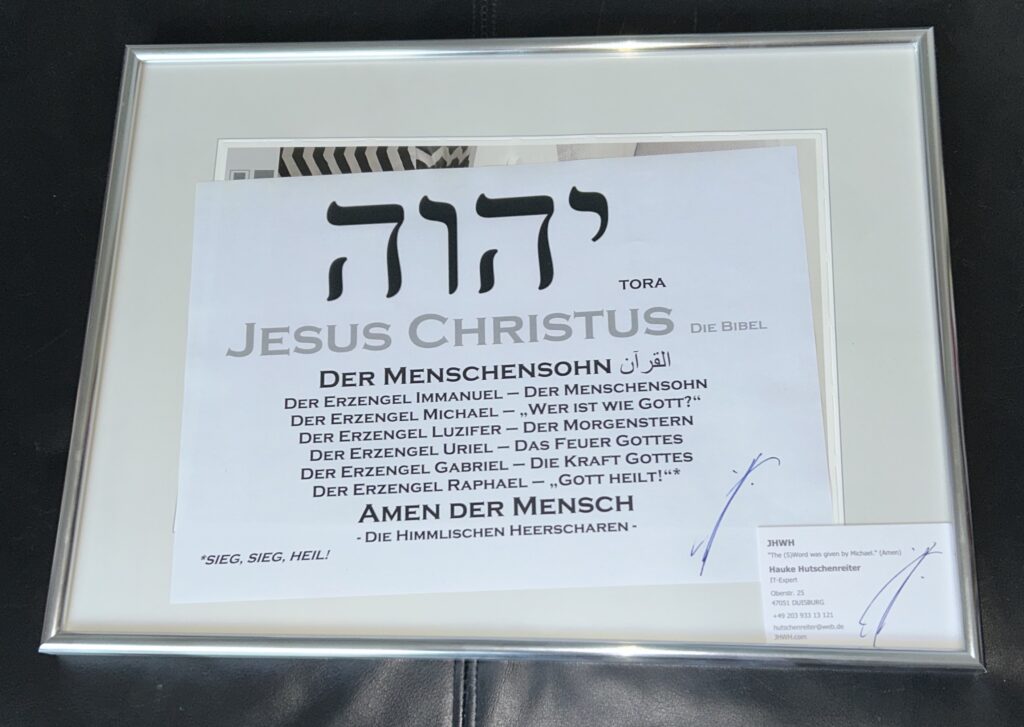 יהוה TORA
JESUS CHRISTUS DIE BIBEL
DER MENSCHENSOHN القرآن
DER ERZENGEL IMMANUEL – DER MENSCHENSOHN
DER ERZENGEL MICHAEL – „WER IST WIE GOTT?“
DER ERZENGEL LUZIFER – DER MORGENSTERN
DER ERZENGEL URIEL – DAS FEUER GOTTES
DER ERZENGEL GABRIEL – DIE KRAFT GOTTES
DER ERZENGEL RAPHAEL – „GOTT HEILT!“*
AMEN DER MENSCH
- DIE HIMMLISCHEN HEERSCHAREN -
*SIEG, SIEG, HEIL!
JHWH
"The (S)Word was given by Michael." (Amen)
Hauke Hutschenreiter
IT-Expert
Oberstr. 25
47051 DUISBURG
+49 203 933 13 121
hutschenreiter@web.de
JHWH.com